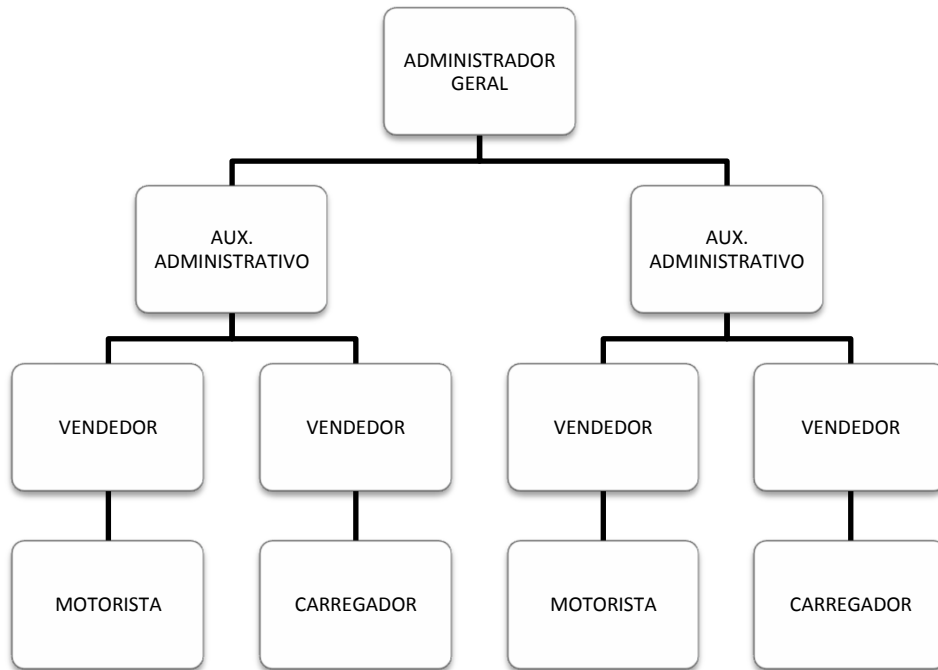 ADMINISTRADOR
GERAL
AUX.
ADMINISTRATIVO
AUX.
ADMINISTRATIVO
VENDEDOR
VENDEDOR
VENDEDOR
VENDEDOR
MOTORISTA
CARREGADOR
MOTORISTA
CARREGADOR